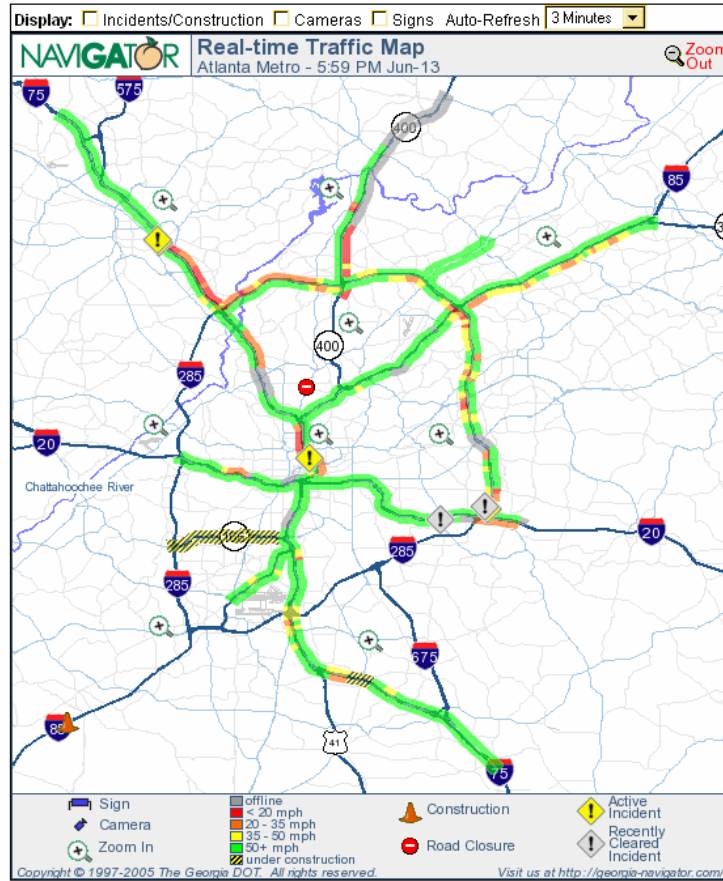 Display: Incidents/Construction Cameras Signs Auto-Refresh 3 Minutes
NAVIGATOR
Real-time Traffic Map
Atlanta Metro - 5:59 PM Jun-13
Zoom Out
75
575
400
85
400
285
20
Chattahoochee River
166
285
20
285
675
85
41
75
Sign
Camera
Zoom In
offline
< 20 mph
20 - 35 mph
35 - 50 mph
50+ mph
under construction
Construction
Road Closure
Active Incident
Recently Cleared Incident
Copyright © 1997-2005 The Georgia DOT. All rights reserved.
Visit us at http://georgia-navigator.com/